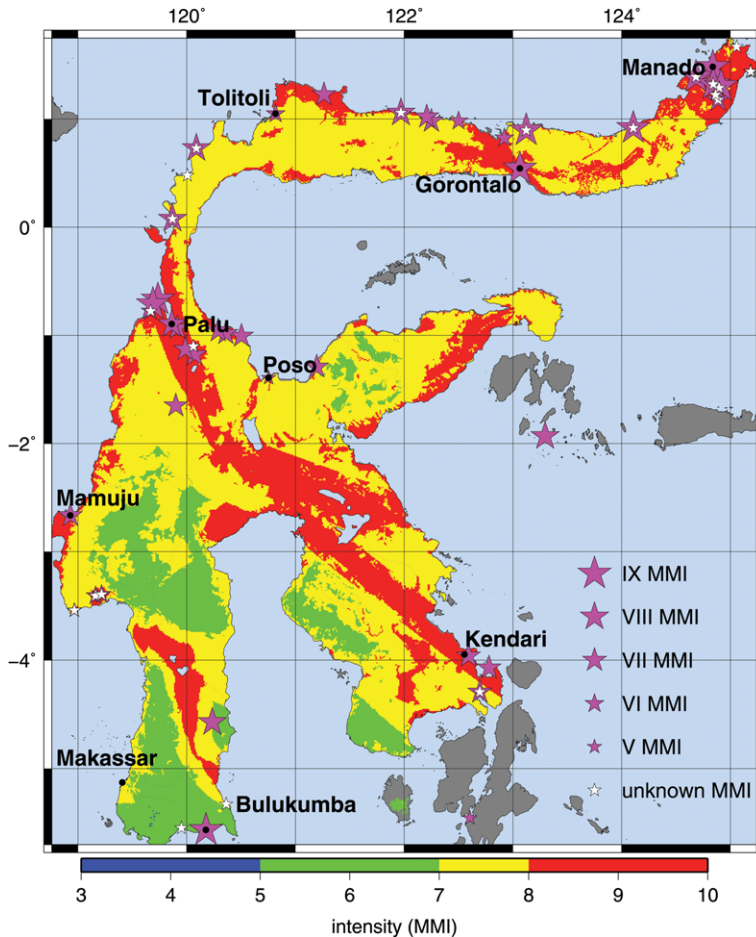 120° 122° 124°
Manado
Tolitoli
Gorontalo
0°
Palu
Poso
−2°
Mamuju
IX MMI
VIII MMI
Kendari
VII MMI
−4°
VI MMI
V MMI
Makassar
unknown MMI
Bulukumba
3 4 5 6 7 8 9 10
intensity (MMI)